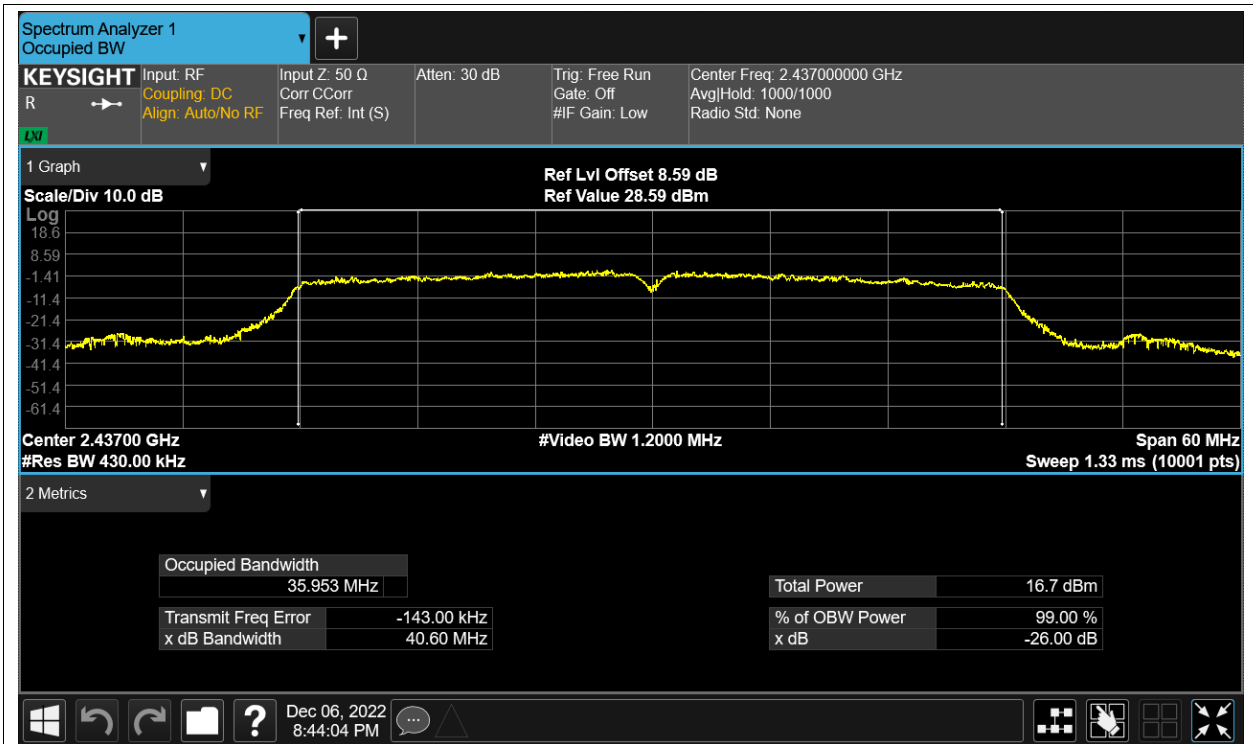 Spectrum Analyzer 1
Occupied BW
KEYSIGHT
R
LXI
Input: RF
Coupling: DC
Align: Auto/No RF
Input Z: 50 Ω
Corr CCorr
Freq Ref: Int (S)
Atten: 30 dB
Trig: Free Run
Gate: Off
#IF Gain: Low
Center Freq: 2.437000000 GHz
Avg|Hold: 1000/1000
Radio Std: None
1 Graph
Scale/Div 10.0 dB
Ref Lvl Offset 8.59 dB
Ref Value 28.59 dBm
Log
18.6
8.59
-1.41
-11.4
-21.4
-31.4
-41.4
-51.4
-61.4
Center 2.43700 GHz
#Video BW 1.2000 MHz
Span 60 MHz
#Res BW 430.00 kHz
Sweep 1.33 ms (10001 pts)
2 Metrics
Occupied Bandwidth
35.953 MHz
Transmit Freq Error -143.00 kHz
x dB Bandwidth 40.60 MHz
Total Power 16.7 dBm
% of OBW Power 99.00 %
x dB -26.00 dB
Dec 06, 2022
8:44:04 PM